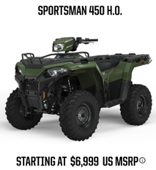 SPORTSMAN 450 H.O.
STARTING AT $6,999 US MSRP ⓘ